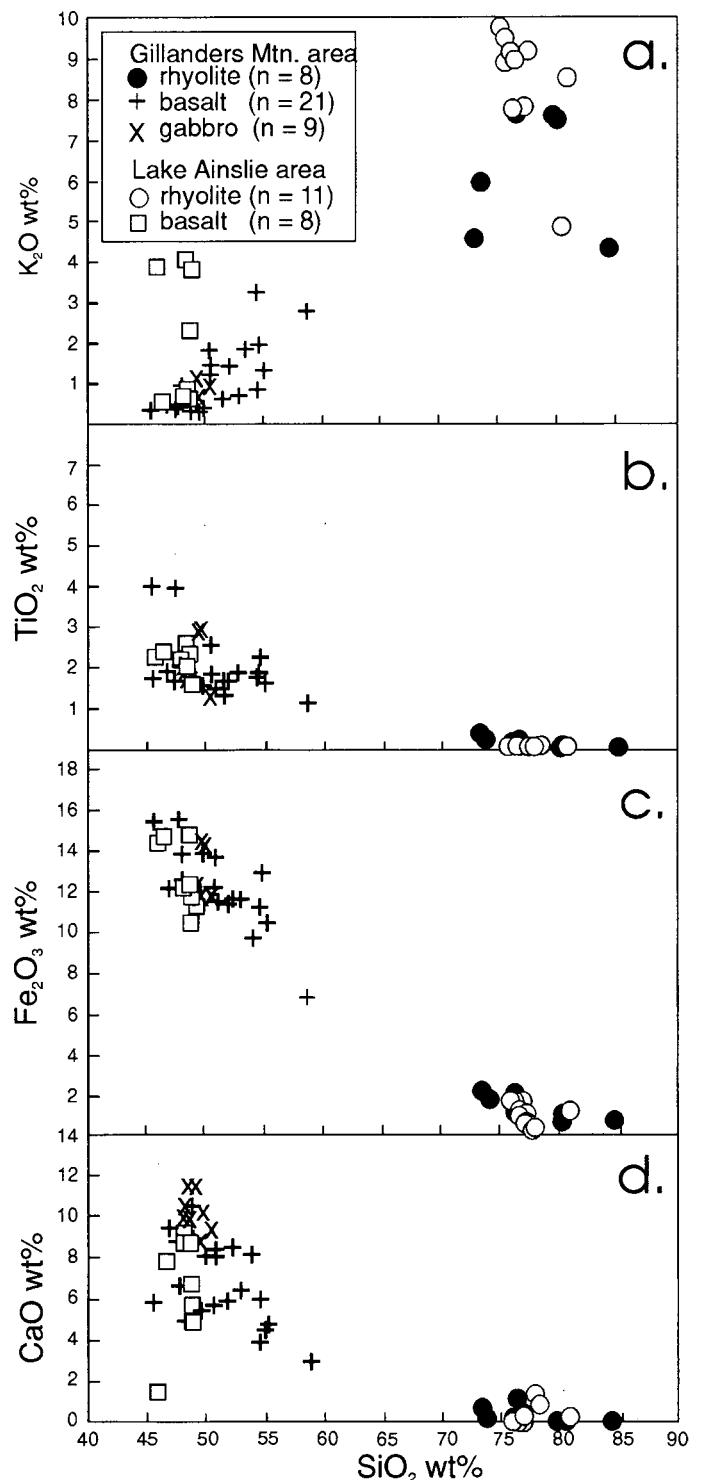 10
9
8
7
6
5
4
3
2
1
K₂O wt%
Gillanders Mtn. area
rhyolite (n = 8)
basalt (n = 21)
gabbro (n = 9)
Lake Ainslie area
rhyolite (n = 11)
basalt (n = 8)
a.
7
6
5
4
3
2
1
TiO₂ wt%
b.
18
16
14
12
10
8
6
4
2
Fe₂O₃ wt%
c.
14
12
10
8
6
4
2
0
CaO wt%
d.
40 45 50 55 60 65 70 75 80 85 90
SiO₂ wt%